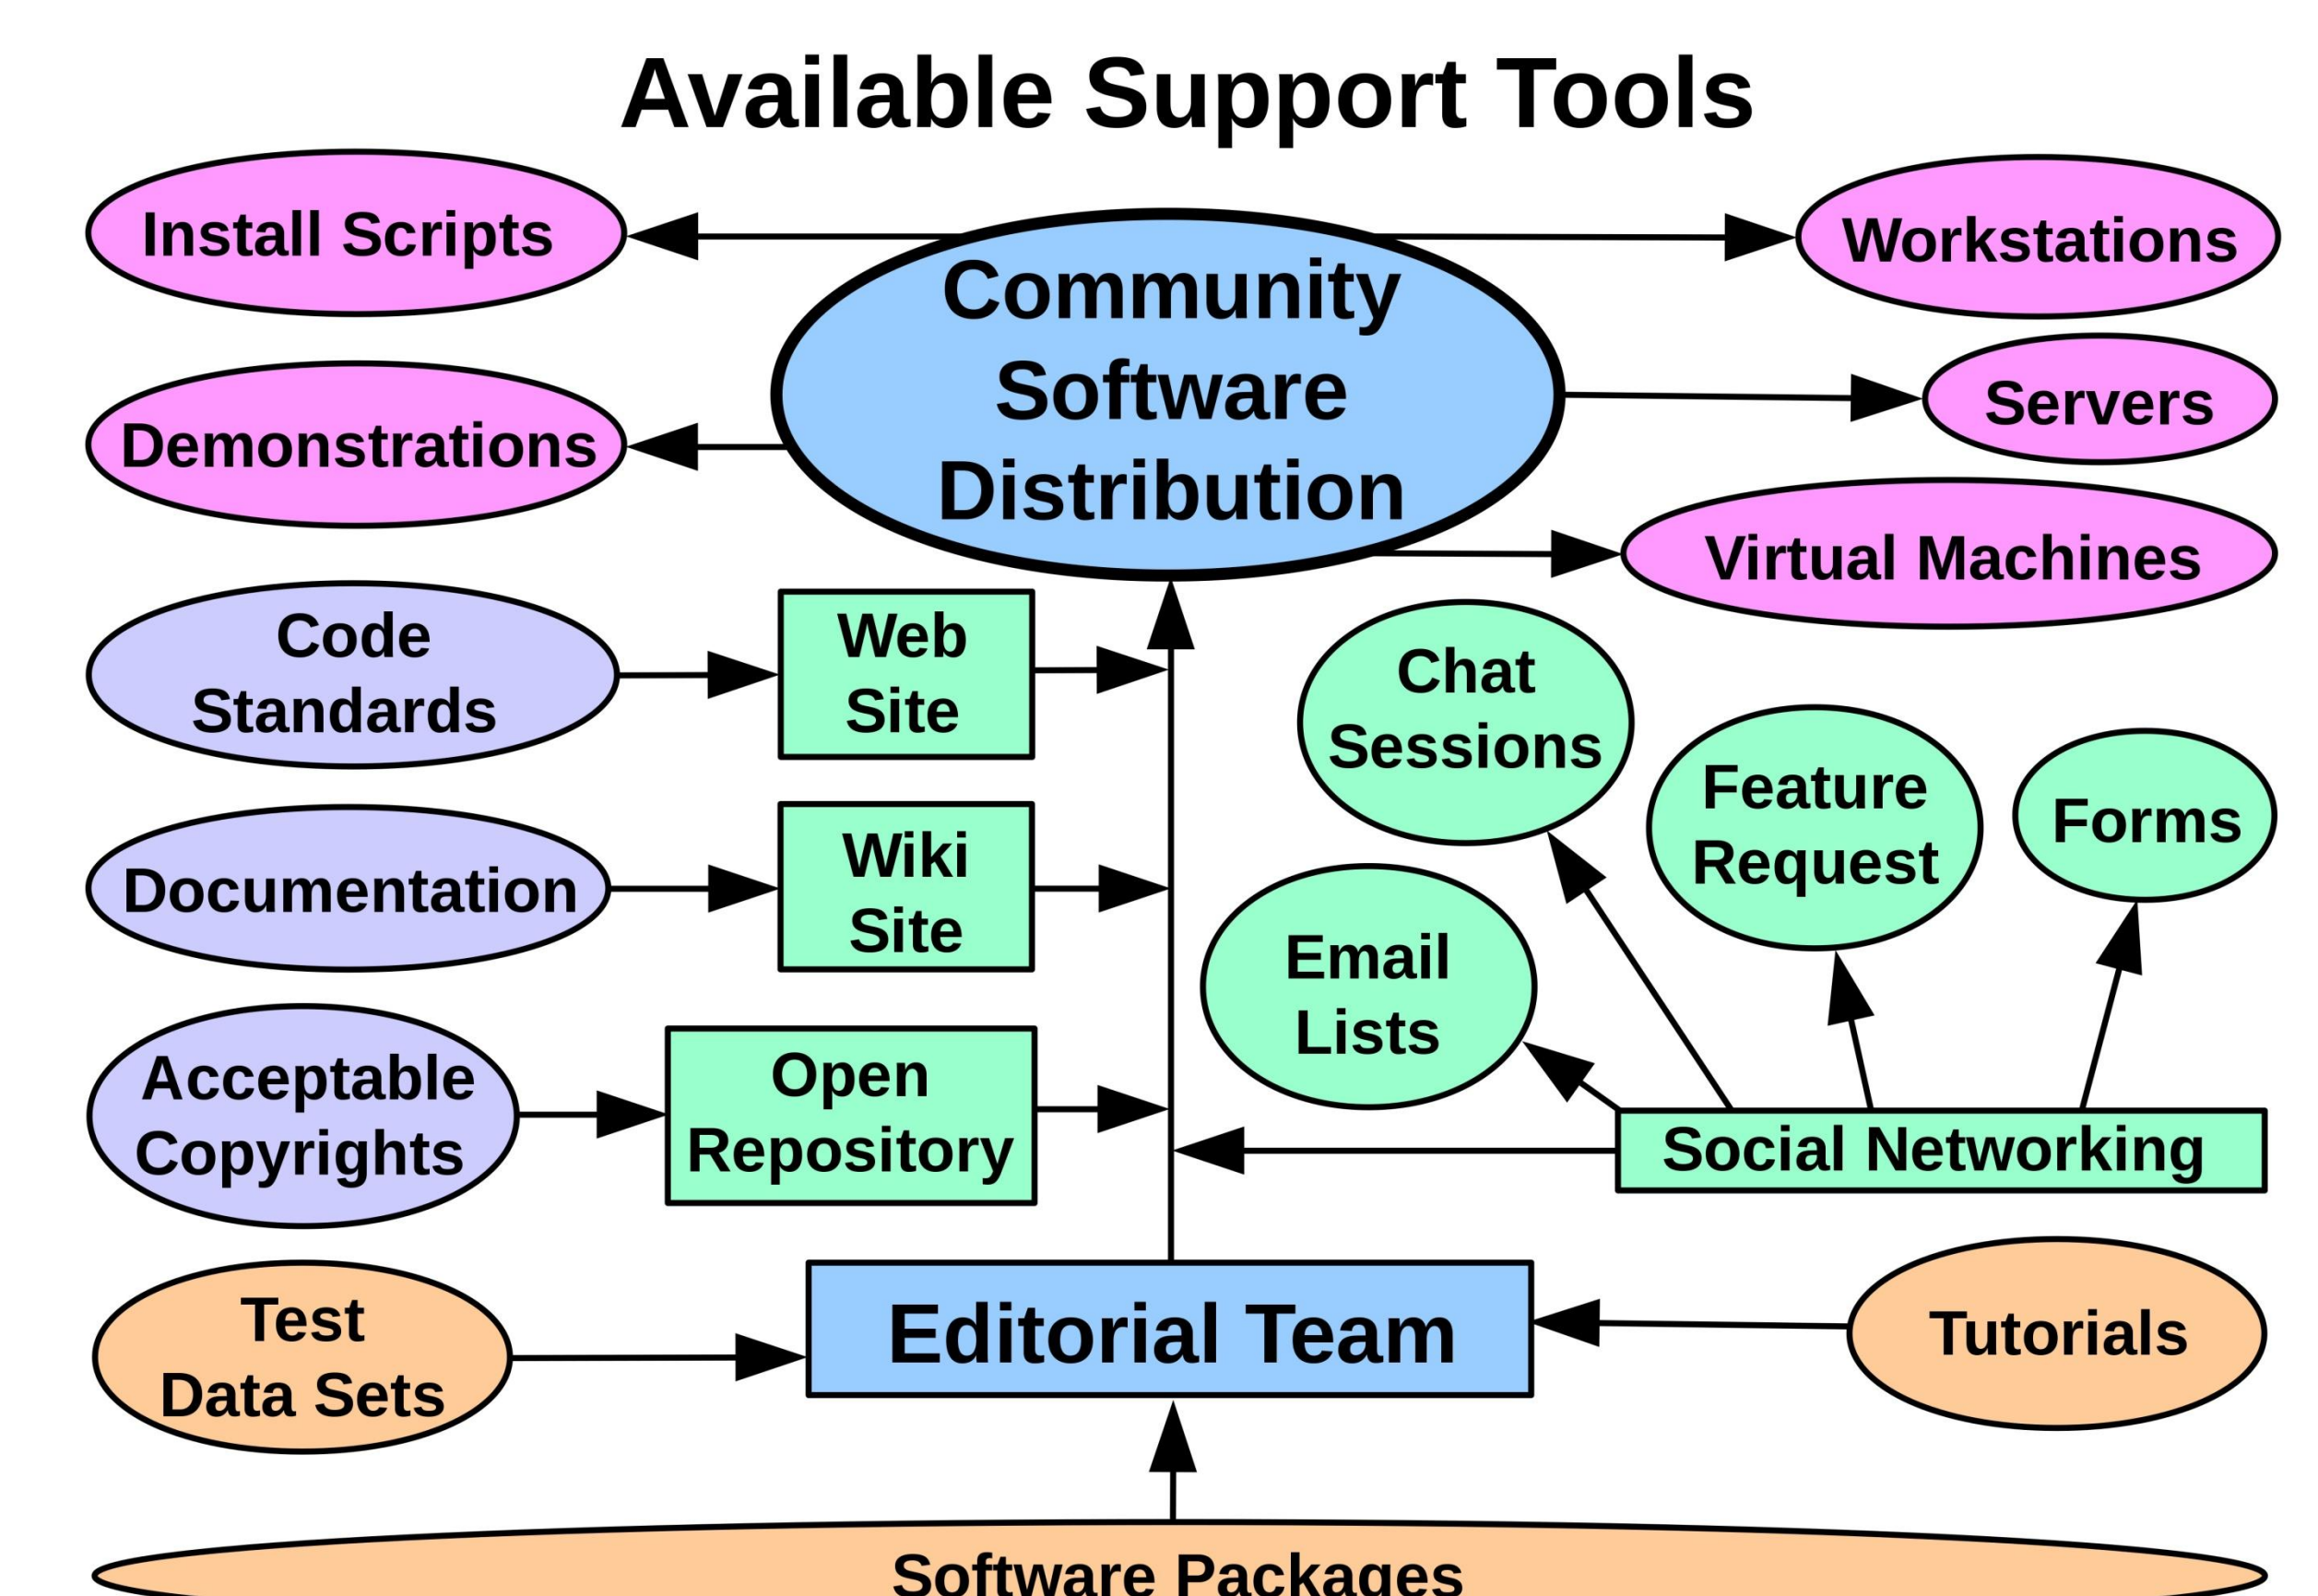 Available Support Tools
Install Scripts
Workstations
Community
Software
Distribution
Servers
Demonstrations
Virtual Machines
Code
Standards
Web
Site
Chat
Sessions
Feature
Request
Forms
Documentation
Wiki
Site
Email
Lists
Acceptable
Copyrights
Open
Repository
Social Networking
Test
Data Sets
Editorial Team
Tutorials
Software Packages